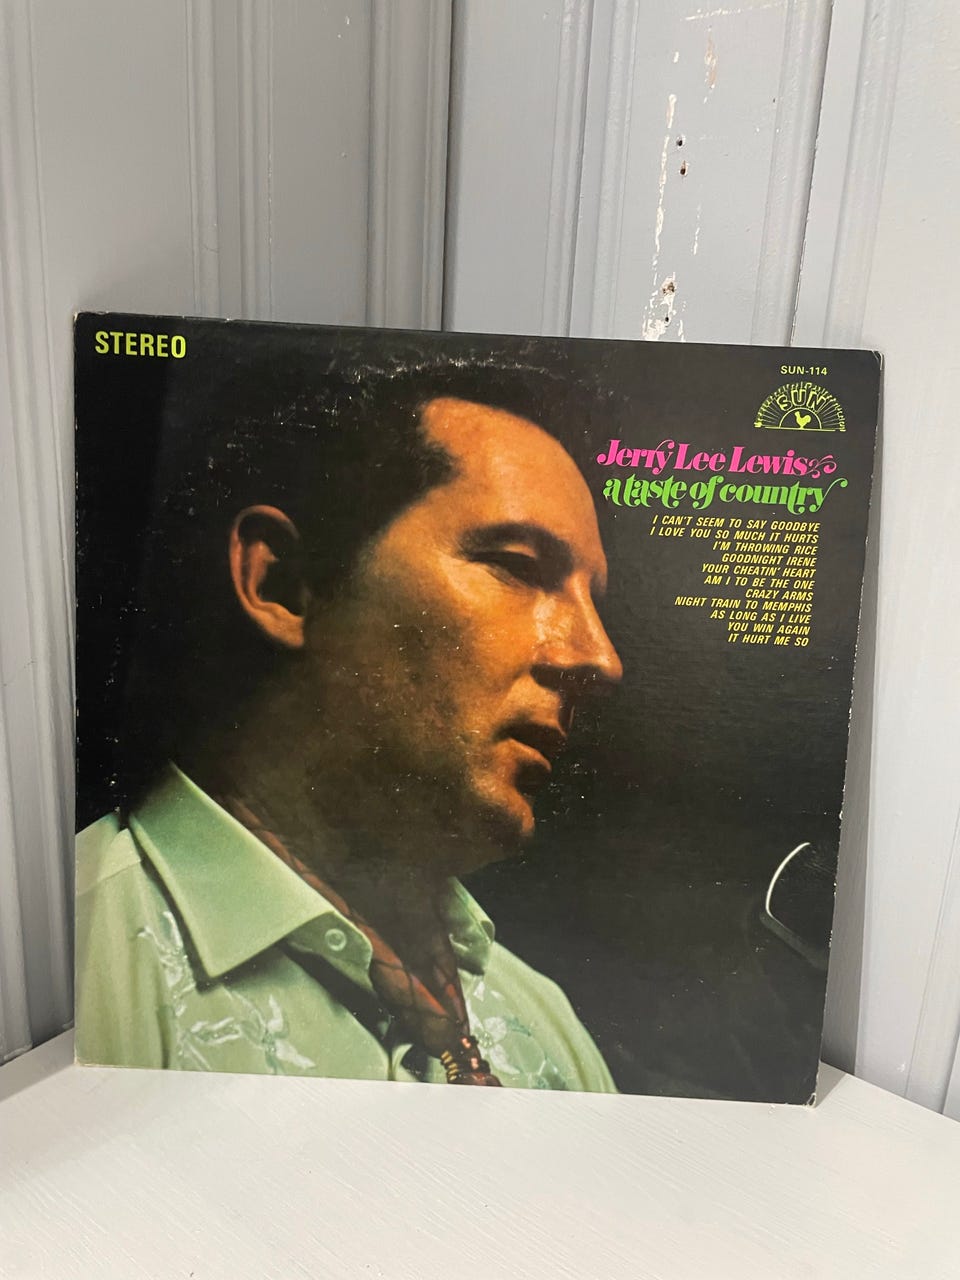 STEREO
SUN-114
SUN
Jerry Lee Lewis
a taste of country
I CAN'T SEEM TO SAY GOODBYE
I LOVE YOU SO MUCH IT HURTS
I'M THROWING RICE
GOODNIGHT IRENE
YOUR CHEATIN' HEART
AM I TO BE THE ONE
CRAZY ARMS
NIGHT TRAIN TO MEMPHIS
AS LONG AS I LIVE
YOU WIN AGAIN
IT HURT ME SO